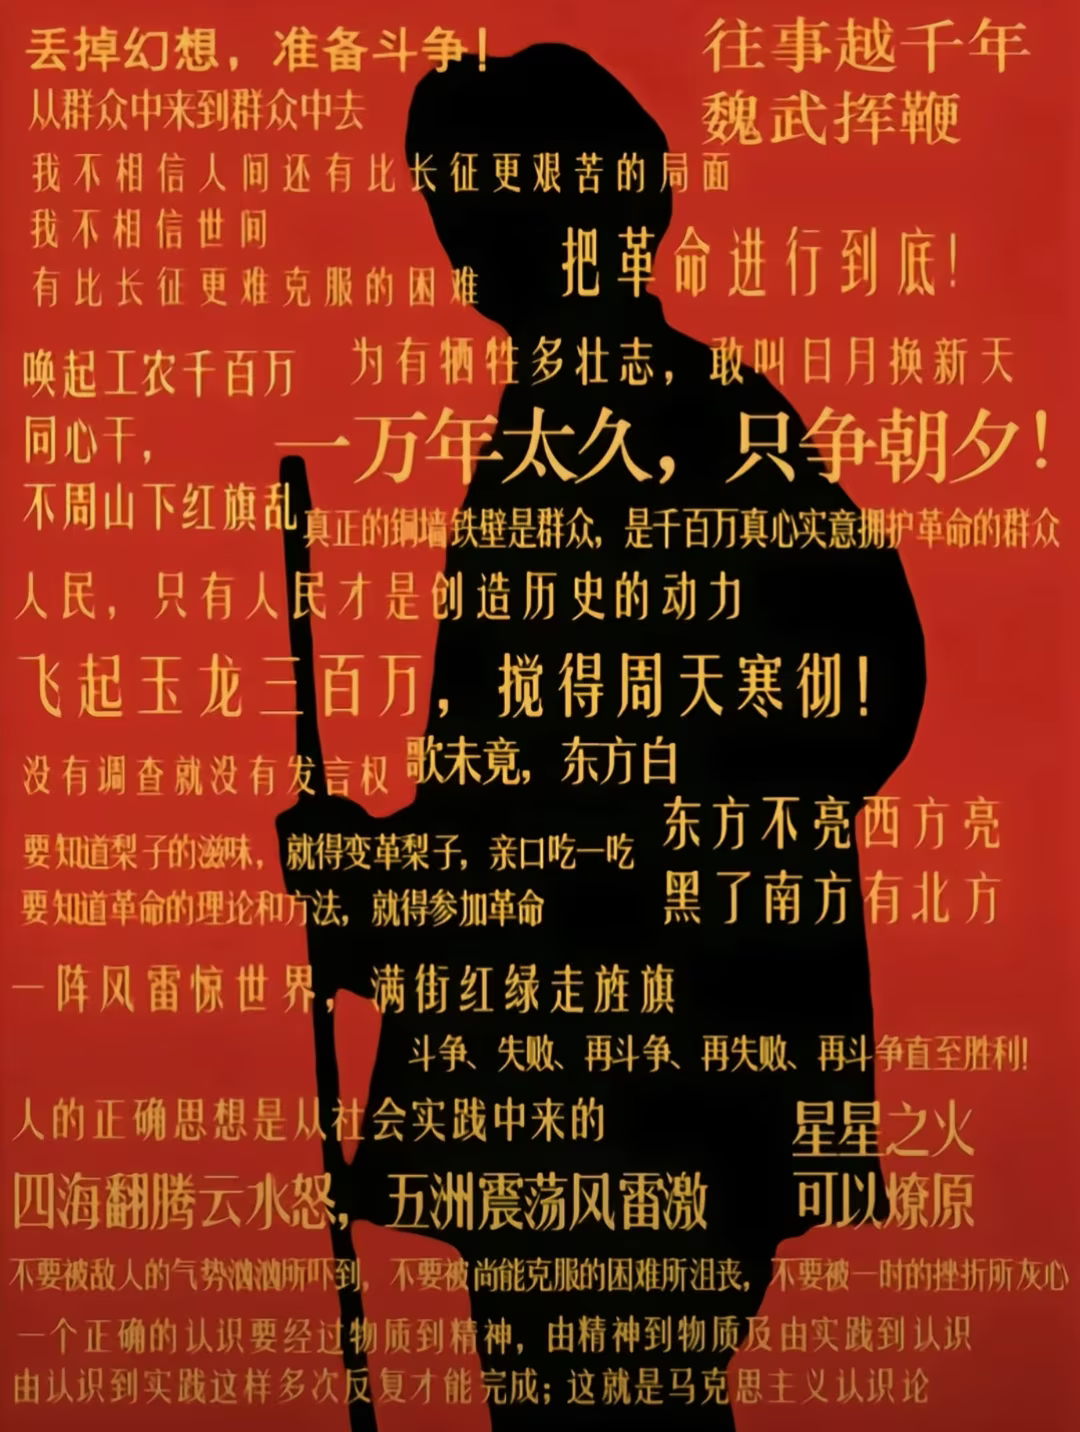 丢掉幻想，准备斗争！
往事越千年
魏武挥鞭
从群众中来到群众中去
我不相信人间还有比长征更艰苦的局面
我不相信世间
有比长征更难克服的困难
把革命进行到底！
唤起工农千百万
同心干，
不周山下红旗乱
为有牺牲多壮志，敢叫日月换新天
一万年太久，只争朝夕！
真正的銅墙铁壁是群众，是千百万真心实意拥护革命的群众
人民，只有人民才是创造历史的动力
飞起玉龙三百万，搅得周天寒彻！
没有调查就没有发言权
歌未竟，东方白
东方不亮西方亮
黑了南方有北方
要知道梨子的滋味，就得变革梨子，亲口吃一吃
要知道革命的理论和方法，就得参加革命
一阵风雷惊世界，满街红绿走旌旗
斗争、失败、再斗争、再失败、再斗争直至胜利！
人的正确思想是从社会实践中来的
星星之火
可以燎原
四海翻腾云水怒，五洲震荡风雷激
不要被敌人的气势汹汹所吓到，不要被尚能克服的困难所沮丧，不要被一时的挫折所灰心
一个正确的认识要经过物质到精神，由精神到物质及由实践到认识
由认识到实践这样多次反复才能完成；这就是马克思主义认识论